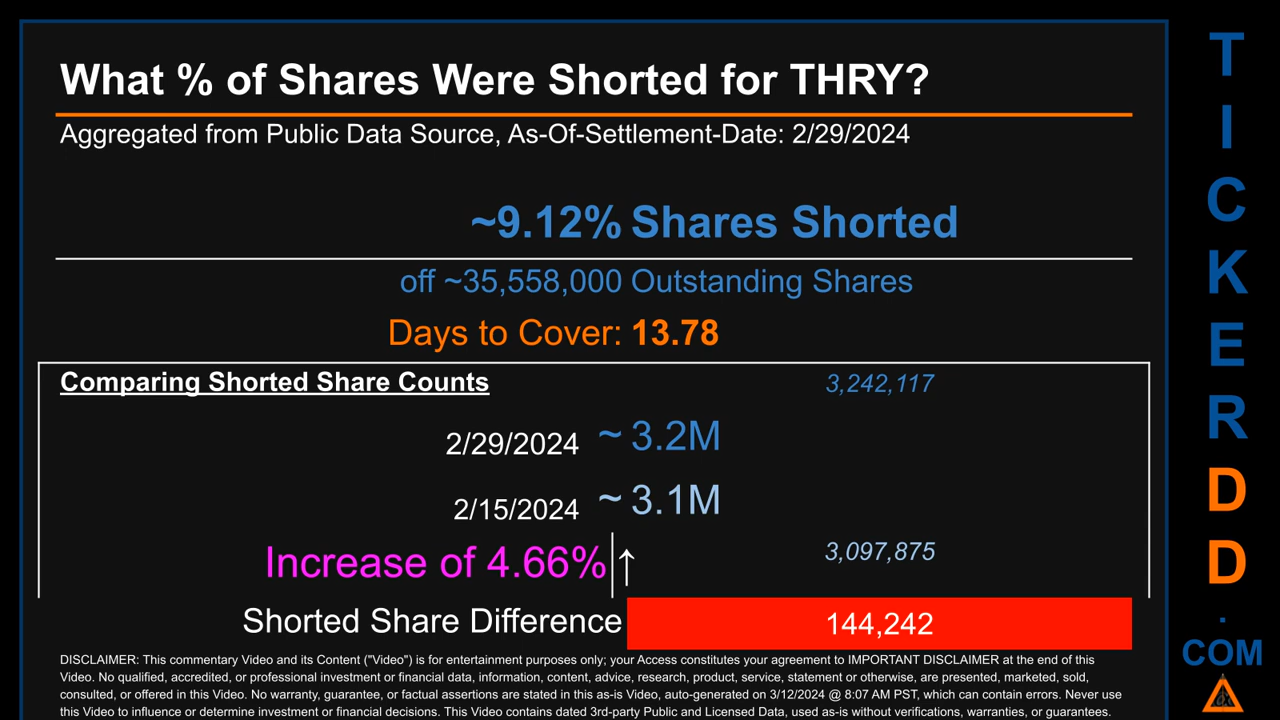 What % of Shares Were Shorted for THRY?
Aggregated from Public Data Source, As-Of-Settlement-Date: 2/29/2024
~9.12% Shares Shorted
off ~35,558,000 Outstanding Shares
Days to Cover: 13.78
Comparing Shorted Share Counts 3,242,117
2/29/2024 ~ 3.2M
2/15/2024 ~ 3.1M
Increase of 4.66% ↑ 3,097,875
Shorted Share Difference 144,242
DISCLAIMER: This commentary Video and its Content ("Video") is for entertainment purposes only; your Access constitutes your agreement to IMPORTANT DISCLAIMER at the end of this
Video. No qualified, accredited, or professional investment or financial data, information, content, advice, research, product, service, statement or otherwise, are presented, marketed, sold,
consulted, or offered in this Video. No warranty, guarantee, or factual assertions are stated in this as-is Video, auto-generated on 3/12/2024 @ 8:07 AM PST, which can contain errors. Never use
this Video to influence or determine investment or financial decisions. This Video contains dated 3rd-party Public and Licensed Data, used as-is without verifications, warranties, or guarantees.
T
I
C
K
E
R
D
D
.
COM